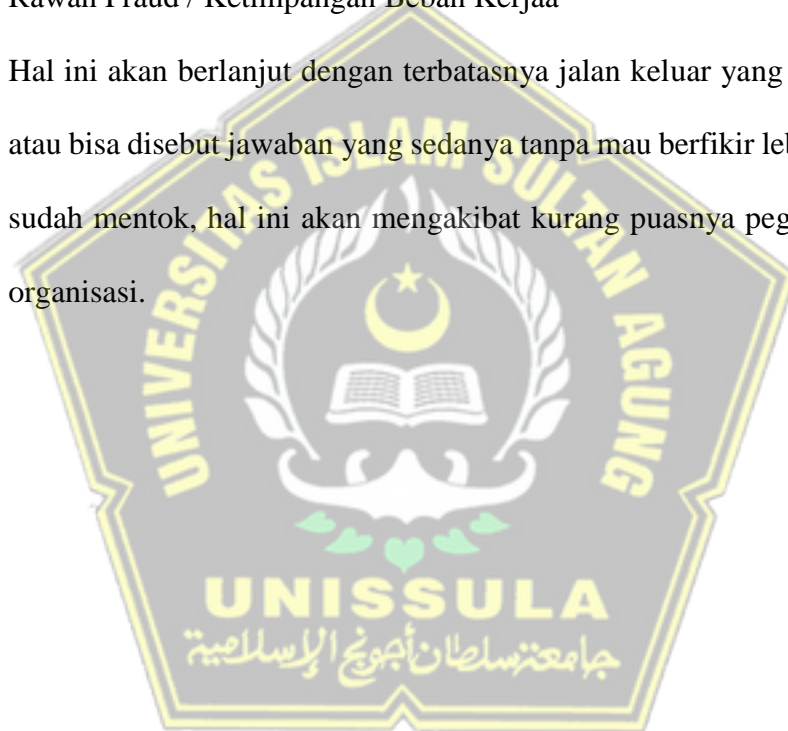 Rawan Fraud / Ketimpangan Beban Kerjaa
Hal ini akan berlanjut dengan terbatasnya jalan keluar yang
atau bisa disebut jawaban yang sedanya tanpa mau berfikir
sudah mentok, hal ini akan mengakibat kurang puasnya
organisasi.
UNIVERSITAS ISLAM SULTAN AGUNG
UNISSULA
جامعة سلطان أجونج الإسلامية